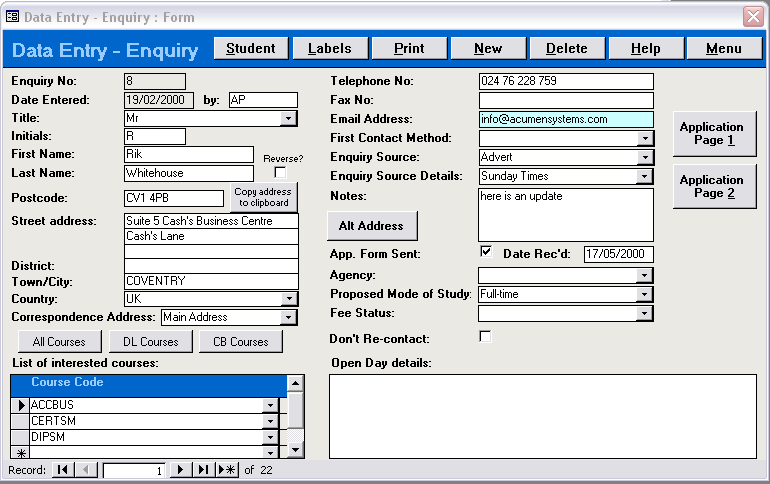 Data Entry - Enquiry : Form
Data Entry - Enquiry Student Labels Print New Delete Help Menu
Enquiry No: 8
Date Entered: 19/02/2000 by: AP
Title: Mr
Initials: R
First Name: Rik
Reverse?
Last Name: Whitehouse
Postcode: CV1 4PB
Copy address
to clipboard
Street address: Suite 5 Cash's Business Centre
Cash's Lane
District:
Town/City: COVENTRY
Country: UK
Correspondence Address: Main Address
All Courses DL Courses CB Courses
List of interested courses:
Course Code
ACCBUS
CERTSM
DIPSM
Telephone No: 024 76 228 759
Fax No:
Email Address: info@acumensystems.com
First Contact Method:
Enquiry Source: Advert
Enquiry Source Details: Sunday Times
Notes: here is an update
Alt Address
App. Form Sent: Date Rec'd: 17/05/2000
Agency:
Proposed Mode of Study: Full-time
Fee Status:
Don't Re-contact:
Open Day details:
Application
Page 1
Application
Page 2
Record: 1 of 22